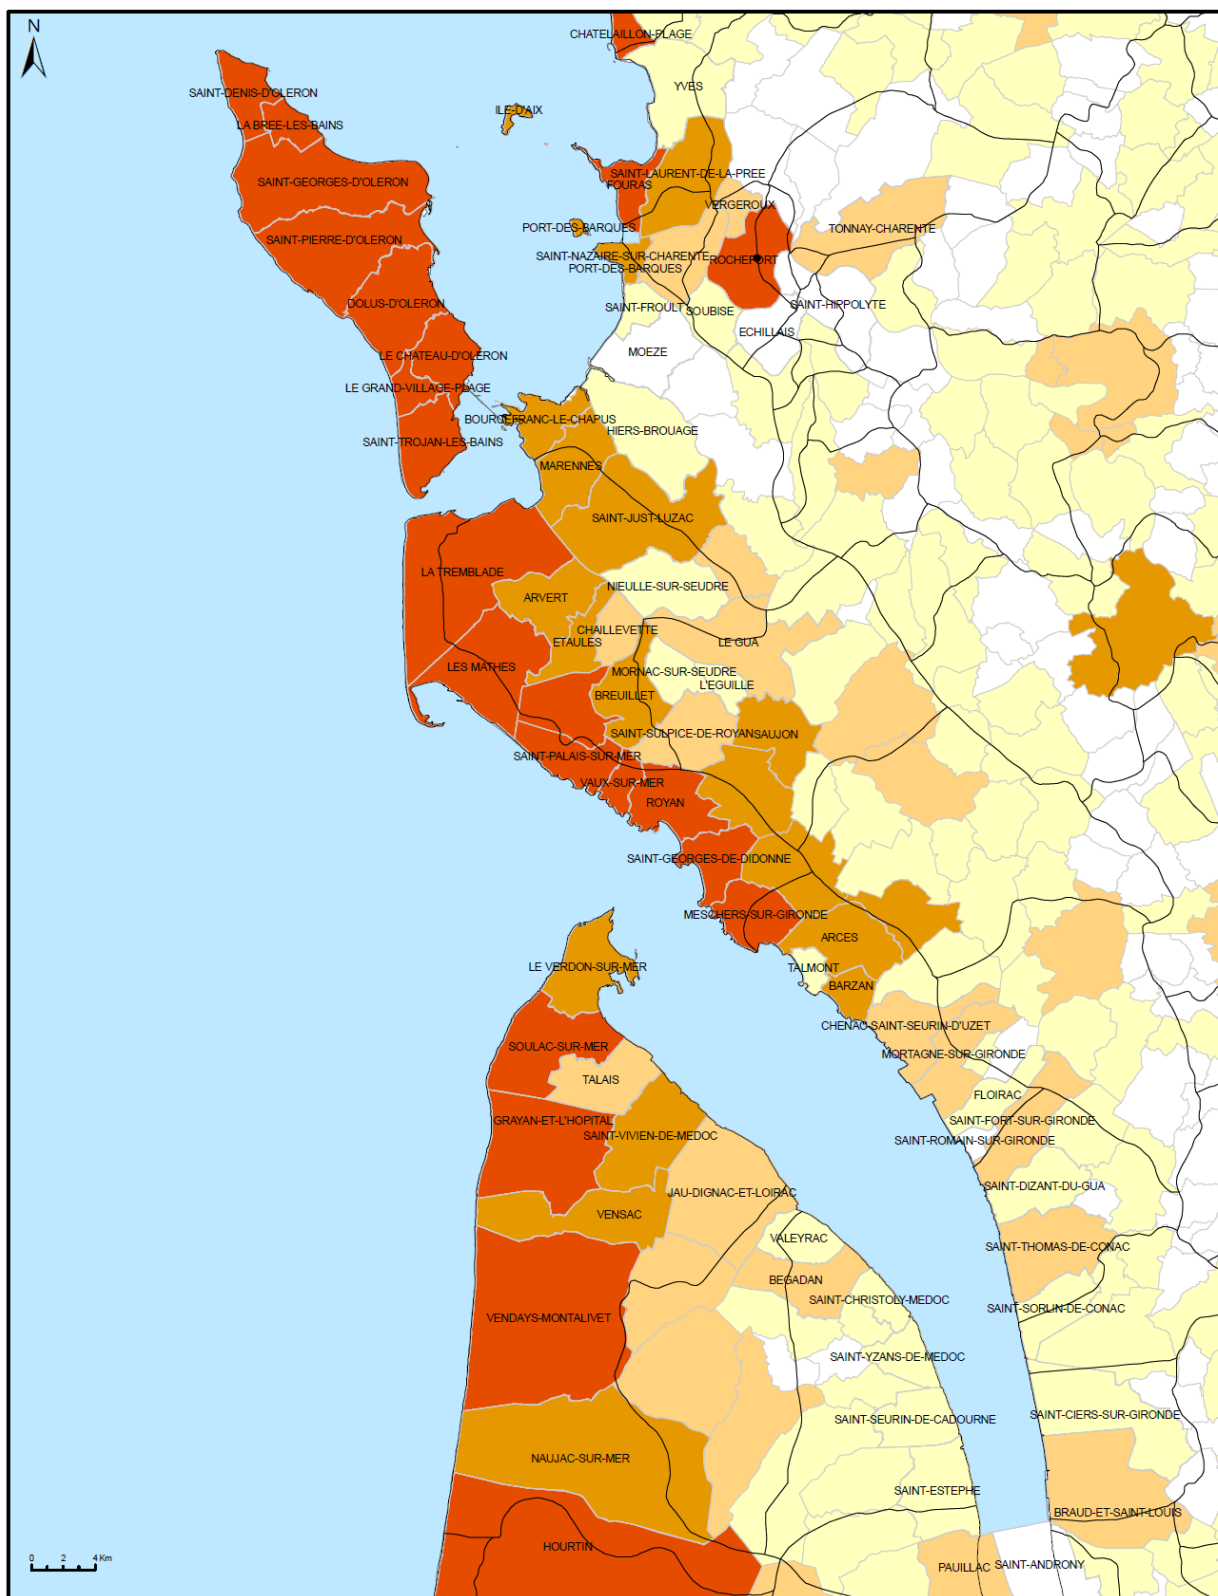 N
CHATELAILLON-PLAGE
YVES
SAINT-DENIS-D'OLERON
ILE-D'AIX
LA BREE-LES-BAINS
SAINT-LAURENT-DE-LA-PREE
SAINT-GEORGES-D'OLERON
FOURAS
VERGEROUX
PORT-DES-BARQUES
TONNAY-CHARENTE
SAINT-PIERRE-D'OLERON
SAINT-NAZAIRE-SUR-CHARENTE
ROCHEFORT
PORT-DES-BARQUES
DOLUS-D'OLERON
SAINT-FROULT
SOUBISE
SAINT-HIPPOLYTE
ECHILLAIS
MOEZE
LE CHATEAU-D'OLERON
LE GRAND-VILLAGE-PLAGE
BOURCEFRANC-LE-CHAPUS
HIERS-BROUAGE
SAINT-TROJAN-LES-BAINS
MARENNES
SAINT-JUST-LUZAC
LA TREMBLADE
NIEULLE-SUR-SEUDRE
ARVERT
CHAILLEVETTE
ETAULES
LE GUA
LES MATHES
MORNAC-SUR-SEUDRE
L'EGUILLE
BREUILLET
SAINT-SULPICE-DE-ROYAN
SAUJON
SAINT-PALAIS-SUR-MER
VAUX-SUR-MER
ROYAN
SAINT-GEORGES-DE-DIDONNE
MESCHERS-SUR-GIRONDE
ARCES
TALMONT
LE VERDON-SUR-MER
BARZAN
CHENAC-SAINT-SEURIN-D'UZET
SOULAC-SUR-MER
MORTAGNE-SUR-GIRONDE
TALAIS
FLOIRAC
GRAYAN-ET-L'HOPITAL
SAINT-FORT-SUR-GIRONDE
SAINT-VIVIEN-DE-MEDOC
SAINT-ROMAIN-SUR-GIRONDE
SAINT-DIZANT-DU-GUA
JAU-DIGNAC-ET-LOIRAC
VENSAC
VALEYRAC
SAINT-THOMAS-DE-CONAC
BEGADAN
SAINT-CHRISTOLY-MEDOC
SAINT-SORLIN-DE-CONAC
VENDAYS-MONTALIVET
SAINT-YZANS-DE-MEDOC
SAINT-CIERS-SUR-GIRONDE
SAINT-SEURIN-DE-CADOURNE
NAUJAC-SUR-MER
SAINT-ESTEPHE
BRAUD-ET-SAINT-LOUIS
HOURTIN
0 2 4 Km
PAUILLAC
SAINT-ANDRONY